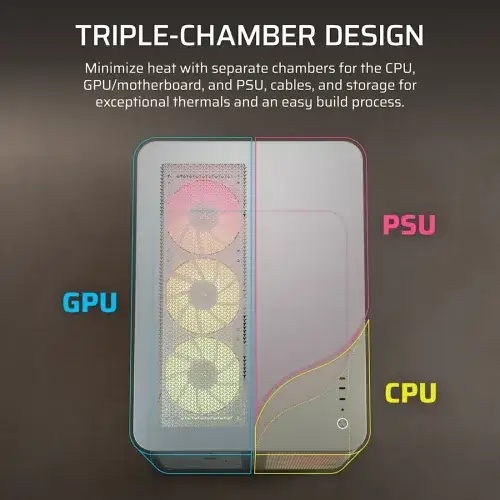 TRIPLE-CHAMBER DESIGN
Minimize heat with separate chambers for the CPU,
GPU/motherboard, and PSU, cables, and storage for
exceptional thermals and an easy build process.
PSU
GPU
CPU